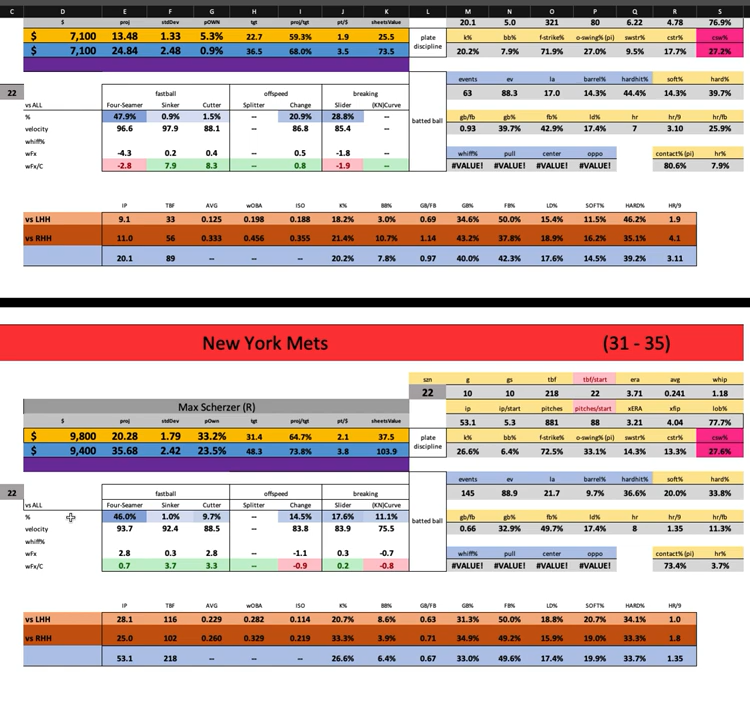 C D E F G H I J K L M N O P Q R S
$ proj stdDev pOWN tgt proj/tgt pt/$ sheetsValue 20.1 5.0 321 80 6.22 4.78 76.9%
$ 7,100 13.48 1.33 5.3% 22.7 59.3% 1.9 25.5 plate discipline k% bb% f-strike% o-swing% (pi) swstr% cstr% csw%
$ 7,100 24.84 2.48 0.9% 36.5 68.0% 3.5 73.5 20.2% 7.9% 71.9% 27.0% 9.5% 17.7% 27.2%
events ev la barrel% hardhit% soft% hard%
22 fastball offspeed breaking batted ball 63 88.3 17.0 14.3% 44.4% 14.3% 39.7%
vs ALL Four-Seamer Sinker Cutter Splitter Change Slider (KN)Curve
% 47.9% 0.9% 1.5% -- 20.9% 28.8% -- gb/fb gb% fb% ld% hr hr/9 hr/fb
velocity 96.6 97.9 88.1 86.8 85.4 0.93 39.7% 42.9% 17.4% 7 3.10 25.9%
whiff%
wFx -4.3 0.2 0.4 0.5 -1.8 whiff% pull center oppo contact% (pi) hr%
wFx/C -2.8 7.9 8.3 0.8 -1.9 #VALUE! #VALUE! #VALUE! #VALUE! 80.6% 7.9%
IP TBF AVG wOBA ISO K% BB% GB/FB GB% FB% LD% SOFT% HARD% HR/9
vs LHH 9.1 33 0.125 0.198 0.188 18.2% 3.0% 0.69 34.6% 50.0% 15.4% 11.5% 46.2% 1.9
vs RHH 11.0 56 0.333 0.456 0.355 21.4% 10.7% 1.14 43.2% 37.8% 18.9% 16.2% 35.1% 4.1
20.1 89 -- -- -- 20.2% 7.8% 0.97 40.0% 42.3% 17.6% 14.5% 39.2% 3.11
New York Mets (31 - 35)
szn g gs tbf tbf/start era avg whip
22 10 10 218 22 3.71 0.241 1.18
Max Scherzer (R) ip ip/start pitches pitches/start xERA xfip lob%
$ proj stdDev pOwn tgt proj/tgt pt/$ sheetsValue 53.1 5.3 881 88 3.21 4.04 77.7%
$ 9,800 20.28 1.79 33.2% 31.4 64.7% 2.1 37.5 plate discipline k% bb% f-strike% o-swing% (pi) swstr% cstr% csw%
$ 9,400 35.68 2.42 23.5% 48.3 73.8% 3.8 103.9 26.6% 6.4% 72.5% 33.1% 14.3% 13.3% 27.6%
events ev la barrel% hardhit% soft% hard%
22 fastball offspeed breaking batted ball 145 88.9 21.7 9.7% 36.6% 20.0% 33.8%
vs ALL Four-Seamer Sinker Cutter Splitter Change Slider (KN)Curve
% 46.0% 1.0% 9.7% -- 14.5% 17.6% 11.1% gb/fb gb% fb% ld% hr hr/9 hr/fb
velocity 93.7 92.4 88.5 83.8 83.9 75.5 0.66 32.9% 49.7% 17.4% 8 1.35 11.3%
whiff%
wFx 2.8 0.3 2.8 -1.1 0.3 -0.7 whiff% pull center oppo contact% (pi) hr%
wFx/C 0.7 3.7 3.3 -0.9 0.2 -0.8 #VALUE! #VALUE! #VALUE! #VALUE! 73.4% 3.7%
IP TBF AVG wOBA ISO K% BB% GB/FB GB% FB% LD% SOFT% HARD% HR/9
vs LHH 28.1 116 0.229 0.282 0.114 20.7% 8.6% 0.63 31.3% 50.0% 18.8% 20.7% 34.1% 1.0
vs RHH 25.0 102 0.260 0.329 0.219 33.3% 3.9% 0.71 34.9% 49.2% 15.9% 19.0% 33.3% 1.8
53.1 218 -- -- -- 26.6% 6.4% 0.67 33.0% 49.6% 17.4% 19.9% 33.7% 1.35